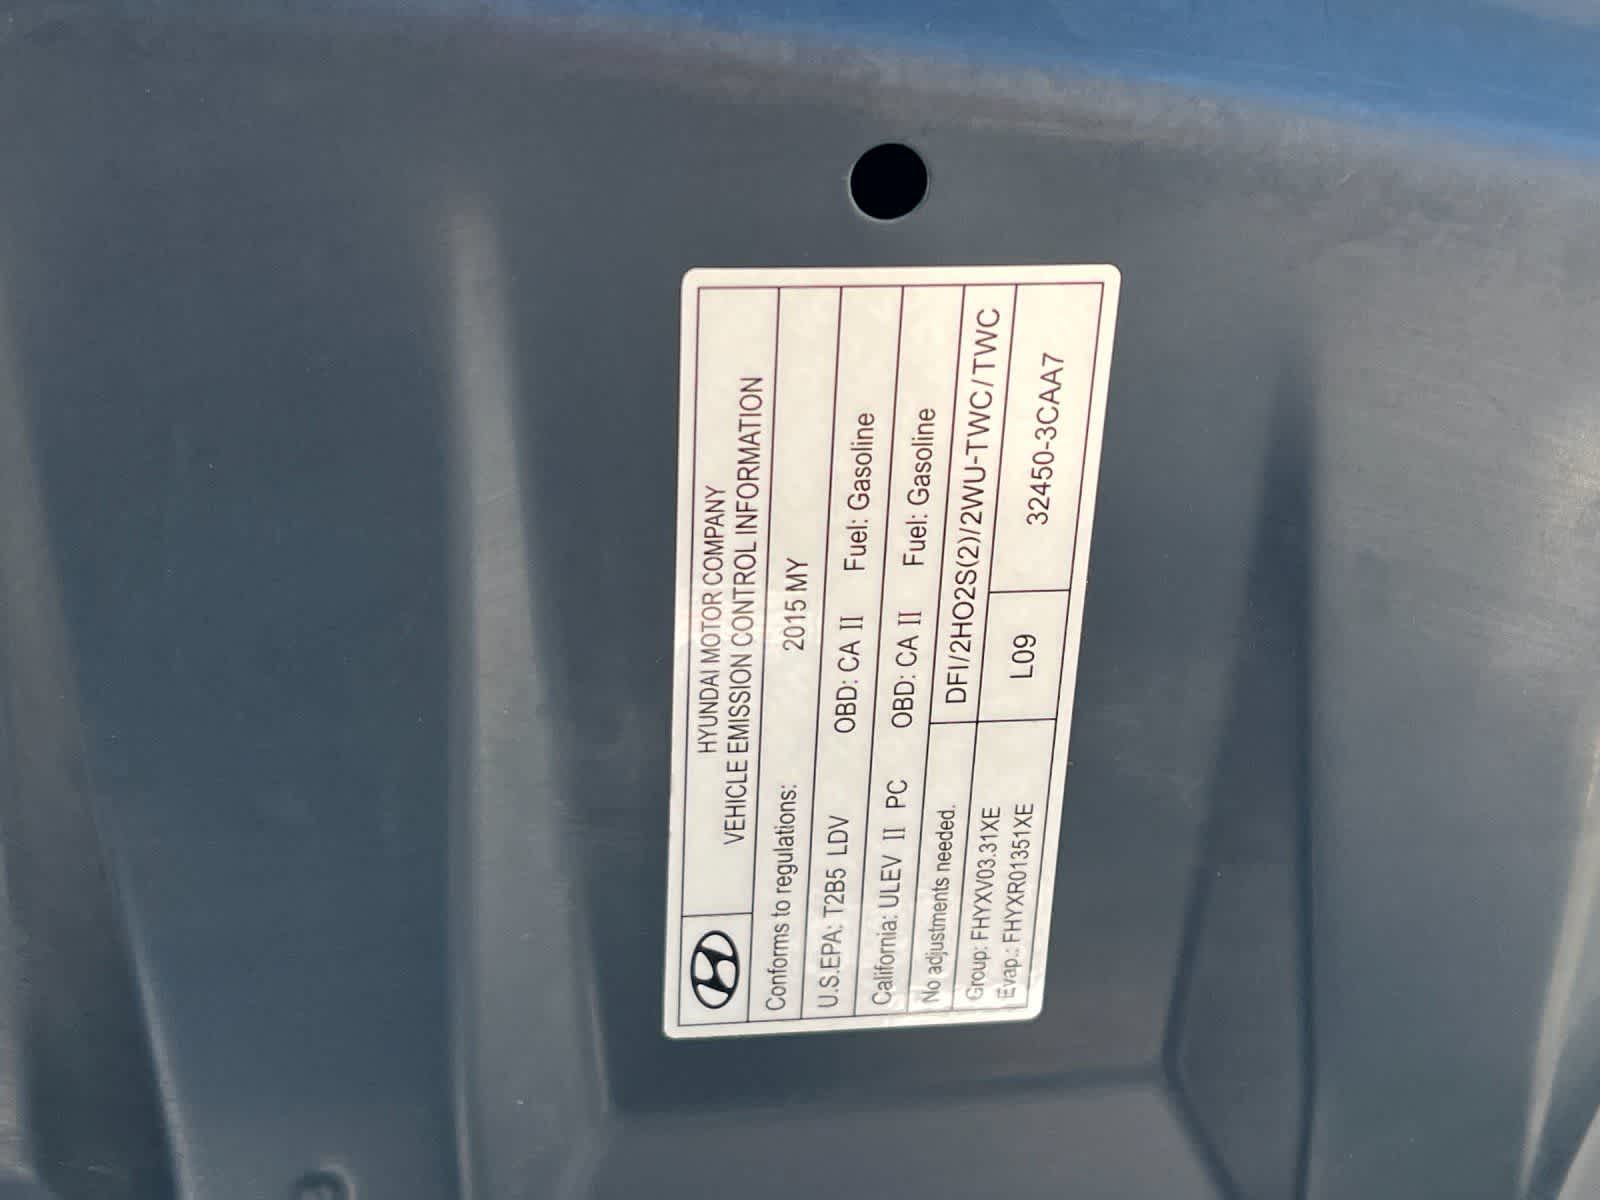 HYUNDAI MOTOR COMPANY
VEHICLE EMISSION CONTROL INFORMATION
Conforms to regulations: 2015 MY
U.S.EPA: T2B5 LDV OBD: CA II Fuel: Gasoline
California: ULEV II PC OBD: CA II Fuel: Gasoline
No adjustments needed. DFI/2HO2S(2)/2WU-TWC/TWC
Group: FHYXV03.31XE
Evap.: FHYXR01351XE
L09 32450-3CAA7